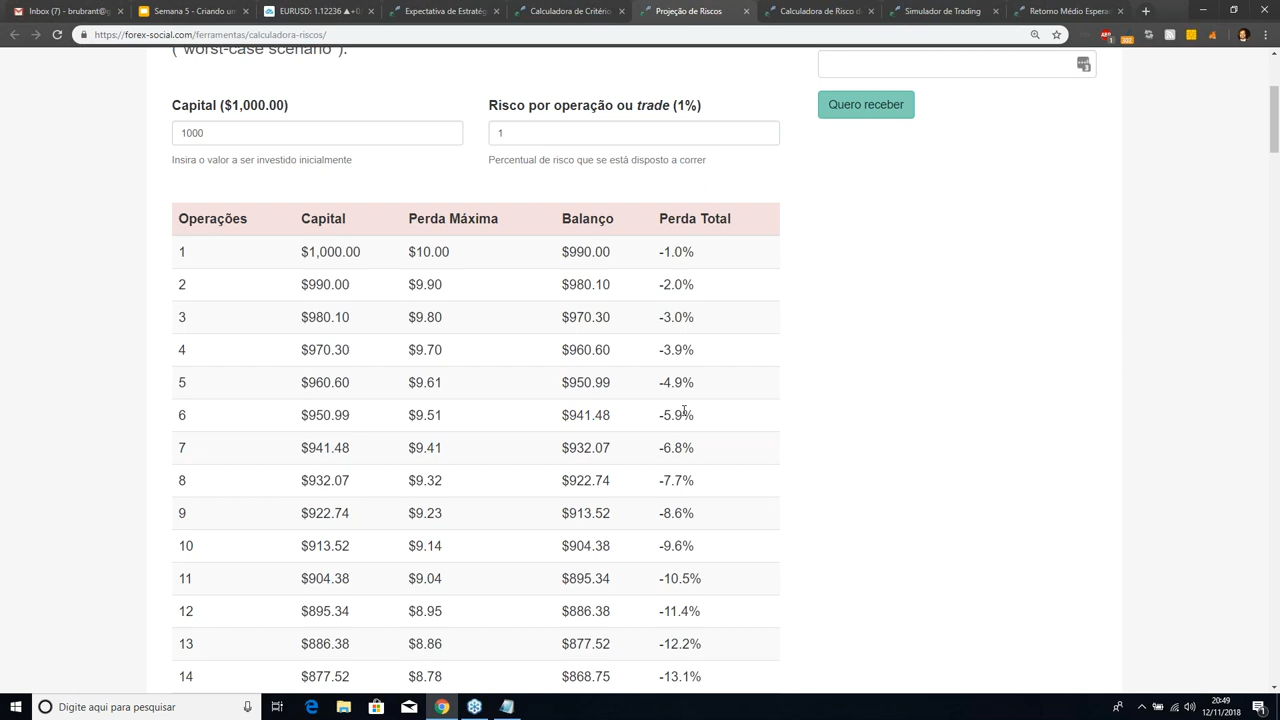 Inbox (7) - brubrant@g
Semana 5 - Criando um
EURUSD: 1.12236 ▲+0
Expectativa de Estratég
Calculadora de Critério
Projeção de Riscos
Calculadora de Risco d
Simulador de Trading
Retorno Médio Espera
https://forex-social.com/ferramentas/calculadora-riscos/
("worst-case scenario").
Capital ($1,000.00)
Risco por operação ou trade (1%)
1000
1
Insira o valor a ser investido inicialmente
Percentual de risco que se está disposto a correr
Quero receber
Operações Capital Perda Máxima Balanço Perda Total
1 $1,000.00 $10.00 $990.00 -1.0%
2 $990.00 $9.90 $980.10 -2.0%
3 $980.10 $9.80 $970.30 -3.0%
4 $970.30 $9.70 $960.60 -3.9%
5 $960.60 $9.61 $950.99 -4.9%
6 $950.99 $9.51 $941.48 -5.9%
7 $941.48 $9.41 $932.07 -6.8%
8 $932.07 $9.32 $922.74 -7.7%
9 $922.74 $9.23 $913.52 -8.6%
10 $913.52 $9.14 $904.38 -9.6%
11 $904.38 $9.04 $895.34 -10.5%
12 $895.34 $8.95 $886.38 -11.4%
13 $886.38 $8.86 $877.52 -12.2%
14 $877.52 $8.78 $868.75 -13.1%
Digite aqui para pesquisar
20:49
12/11/2018